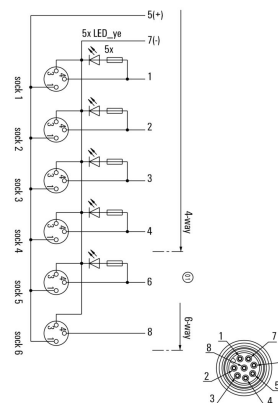 5(+)
5x LED_ye
7(-)
5x
1
sock 1
2
sock 2
3
sock 3
4
sock 4
4-way
6
sock 5
01
8
sock 6
6-way
1
7
8
2
5
3
4